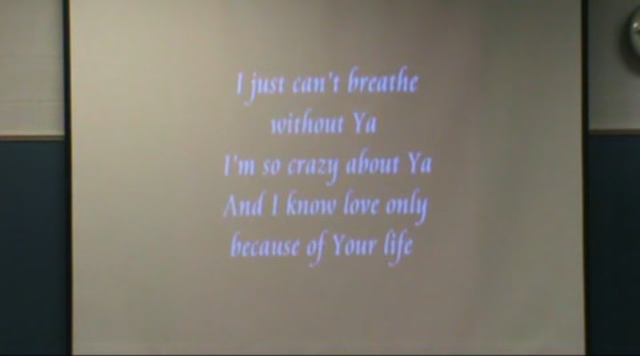 I just can't breathe
without Ya
I'm so crazy about Ya
And I know love only
because of Your life